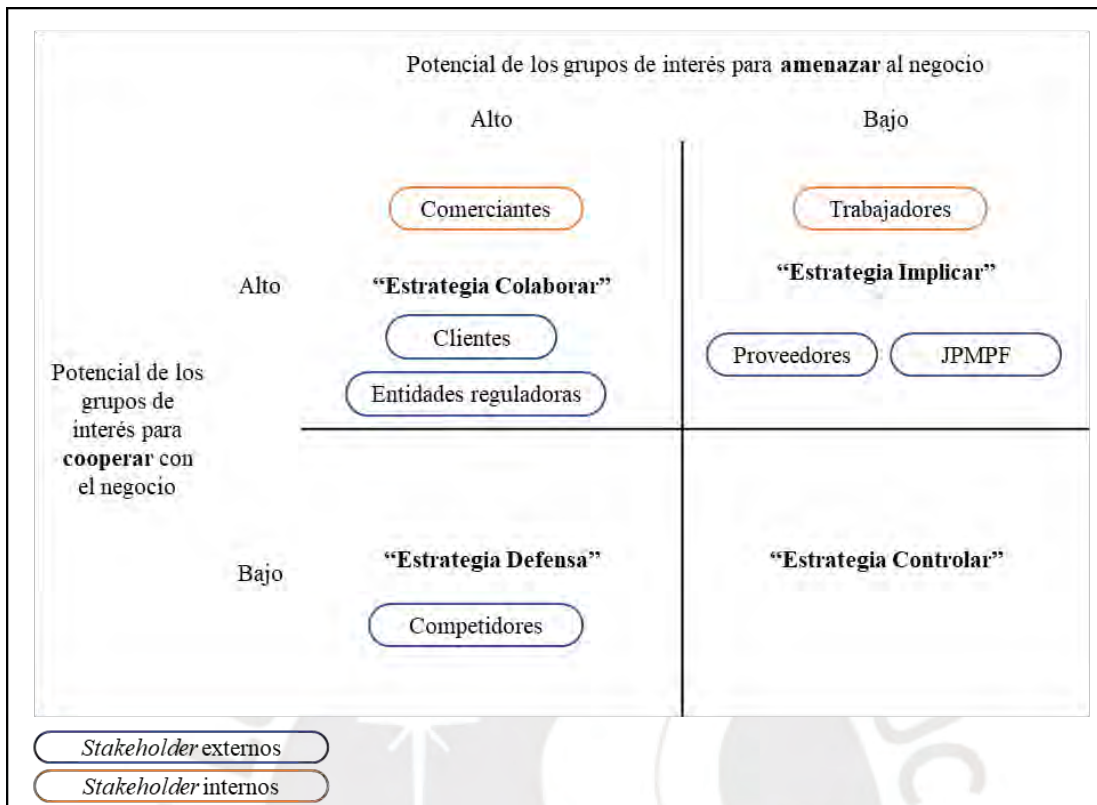 Potencial de los grupos de interés para amenazar al negocio
Alto
Bajo
Comerciantes
Trabajadores
Alto
“Estrategia Colaborar”
“Estrategia Implicar”
Clientes
Proveedores
JPMPF
Entidades reguladoras
Potencial de los
grupos de
interés para
cooperar con
el negocio
Bajo
“Estrategia Defensa”
“Estrategia Controlar”
Competidores
Stakeholder externos
Stakeholder internos